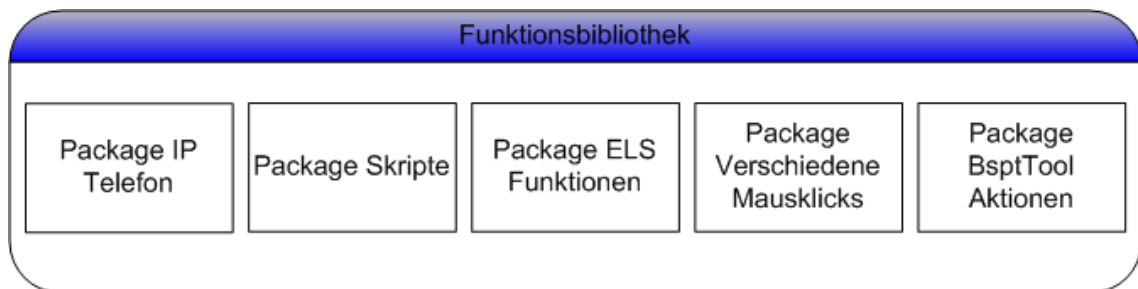 Funktionsbibliothek
Package IP
Telefon
Package Skripte
Package ELS
Funktionen
Package
Verschiedene
Mausklicks
Package
BsptTool
Aktionen